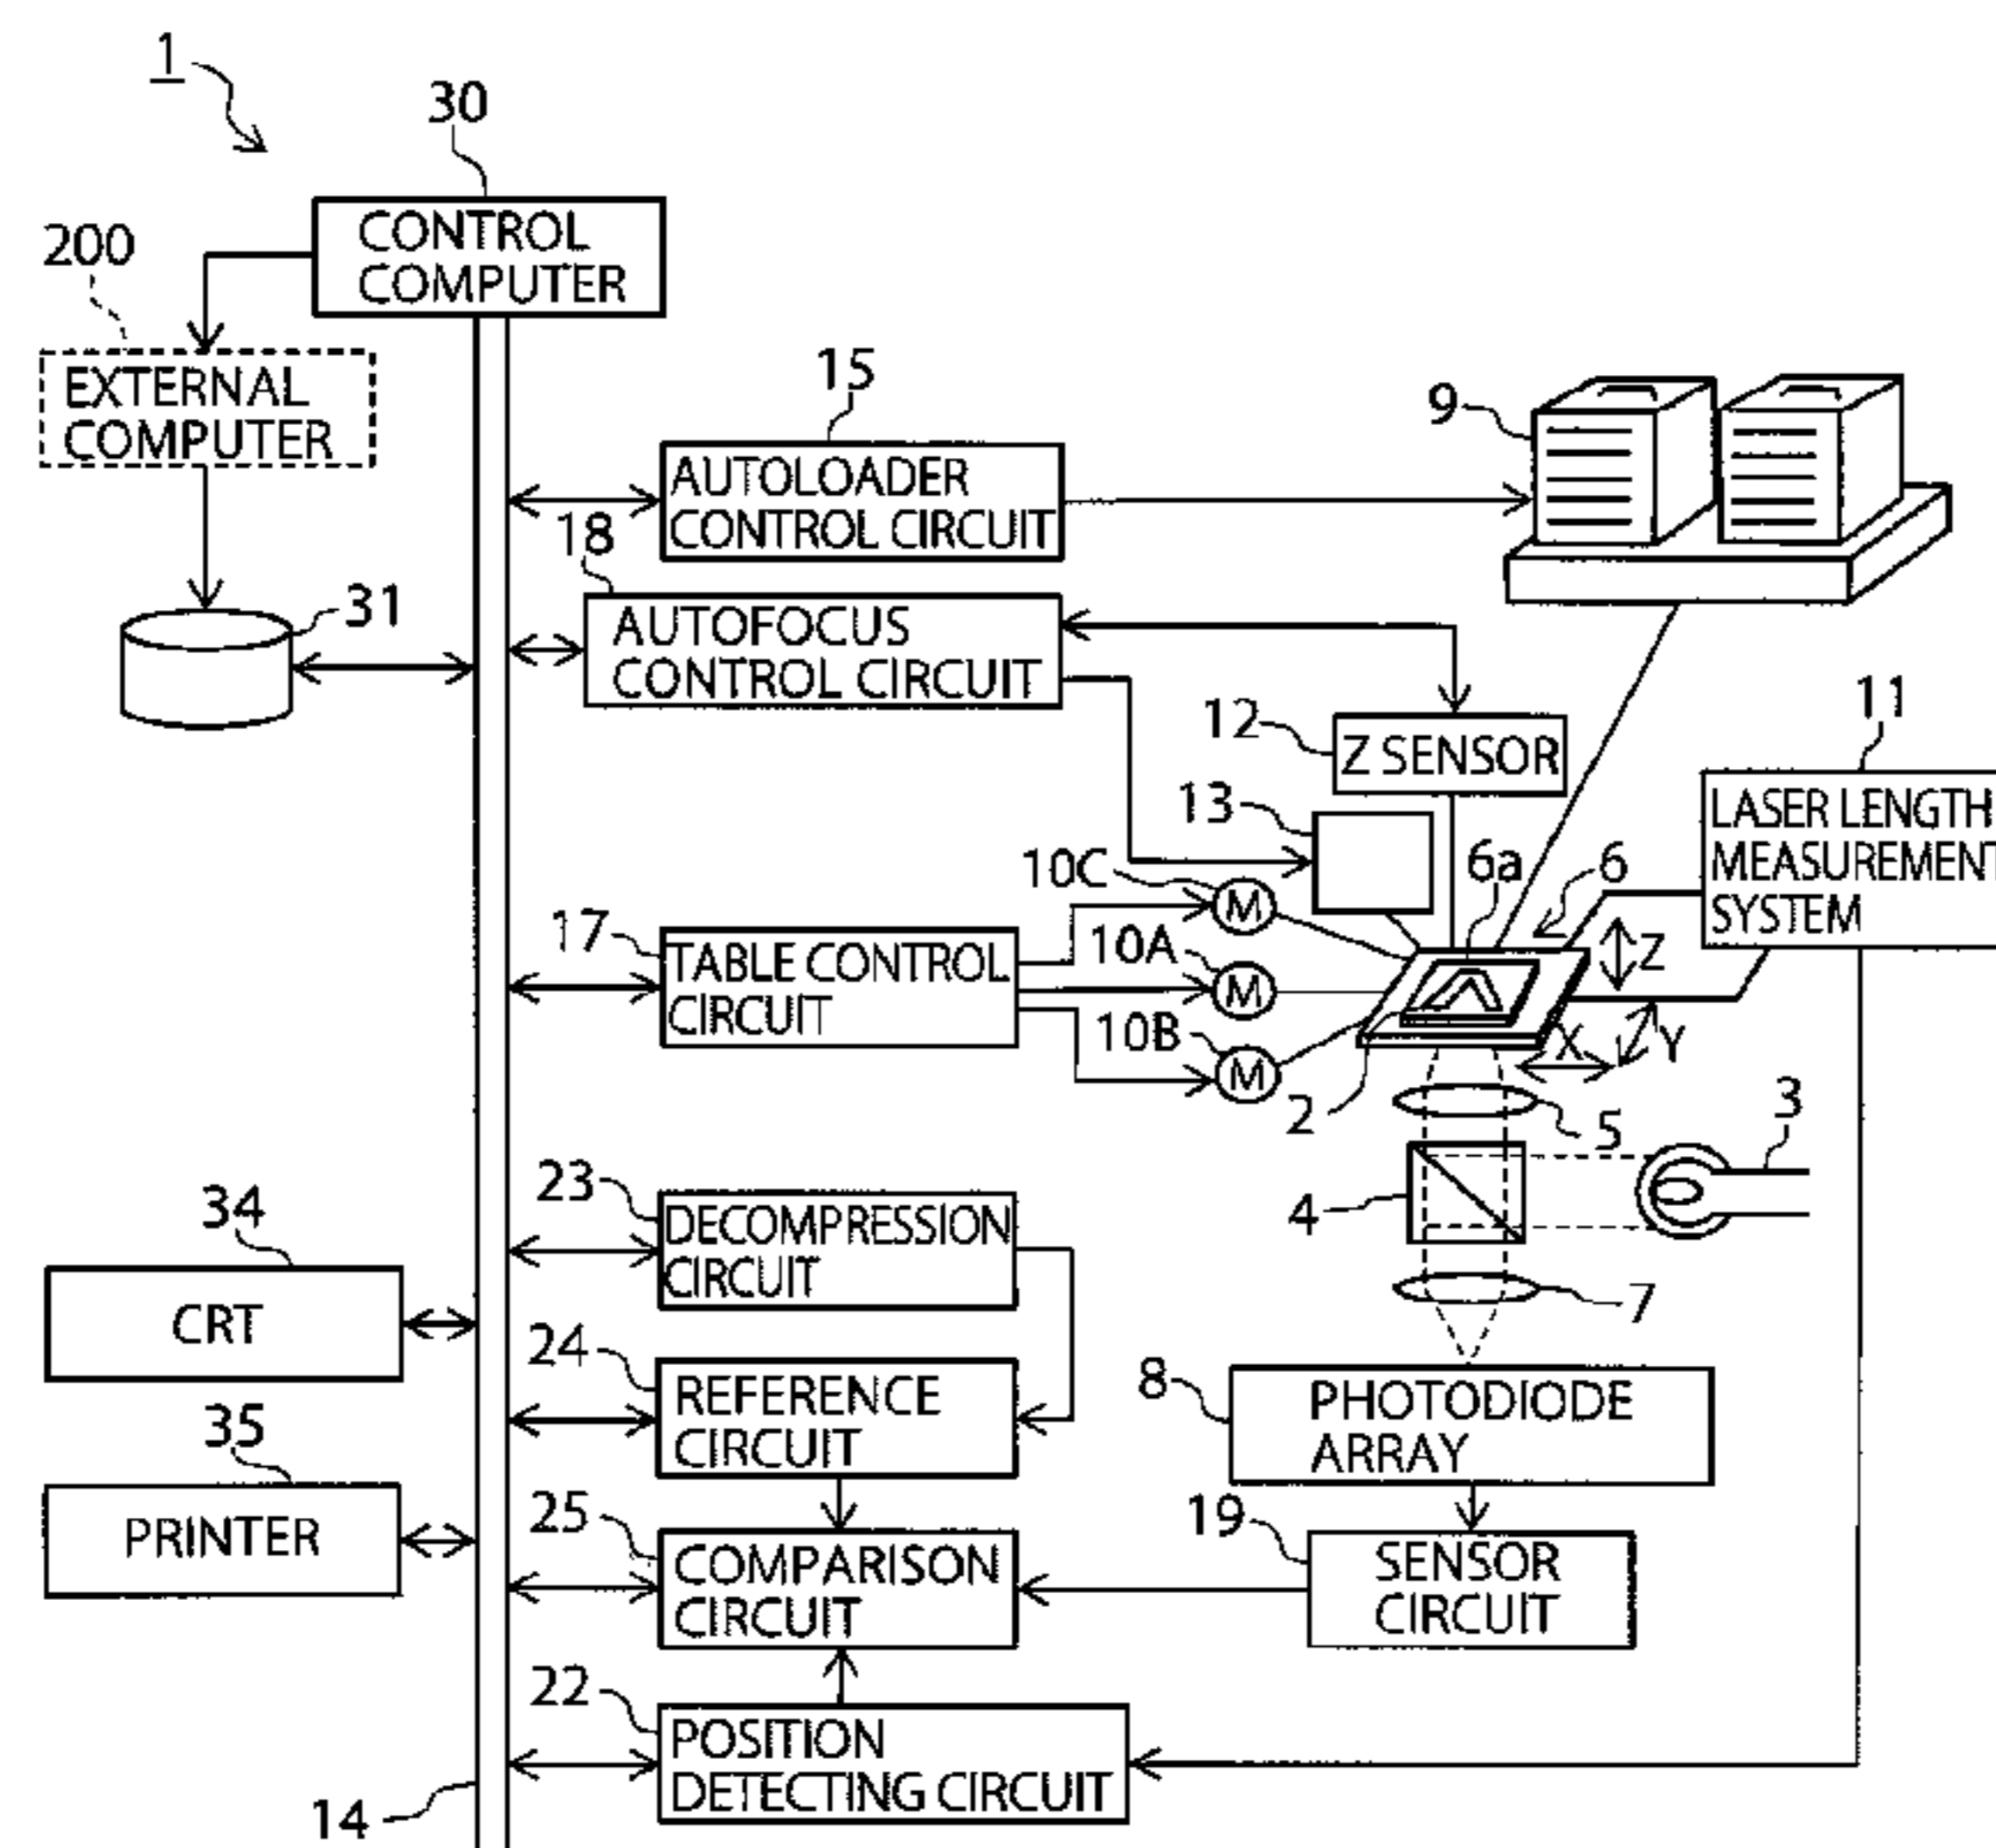 1
30
CONTROL
COMPUTER
200
EXTERNAL
COMPUTER
15
AUTOLOADER
CONTROL CIRCUIT
9
18
AUTOFOCUS
CONTROL CIRCUIT
31
12
Z SENSOR
11
LASER LENGTH
MEASUREMENT
SYSTEM
13
10C
M
6a
6
17
TABLE CONTROL
CIRCUIT
10A
M
Z
10B
M
X
Y
2
5
3
4
23
DECOMPRESSION
CIRCUIT
34
CRT
7
24
REFERENCE
CIRCUIT
8
PHOTODIODE
ARRAY
35
PRINTER
25
COMPARISON
CIRCUIT
19
SENSOR
CIRCUIT
22
POSITION
DETECTING CIRCUIT
14